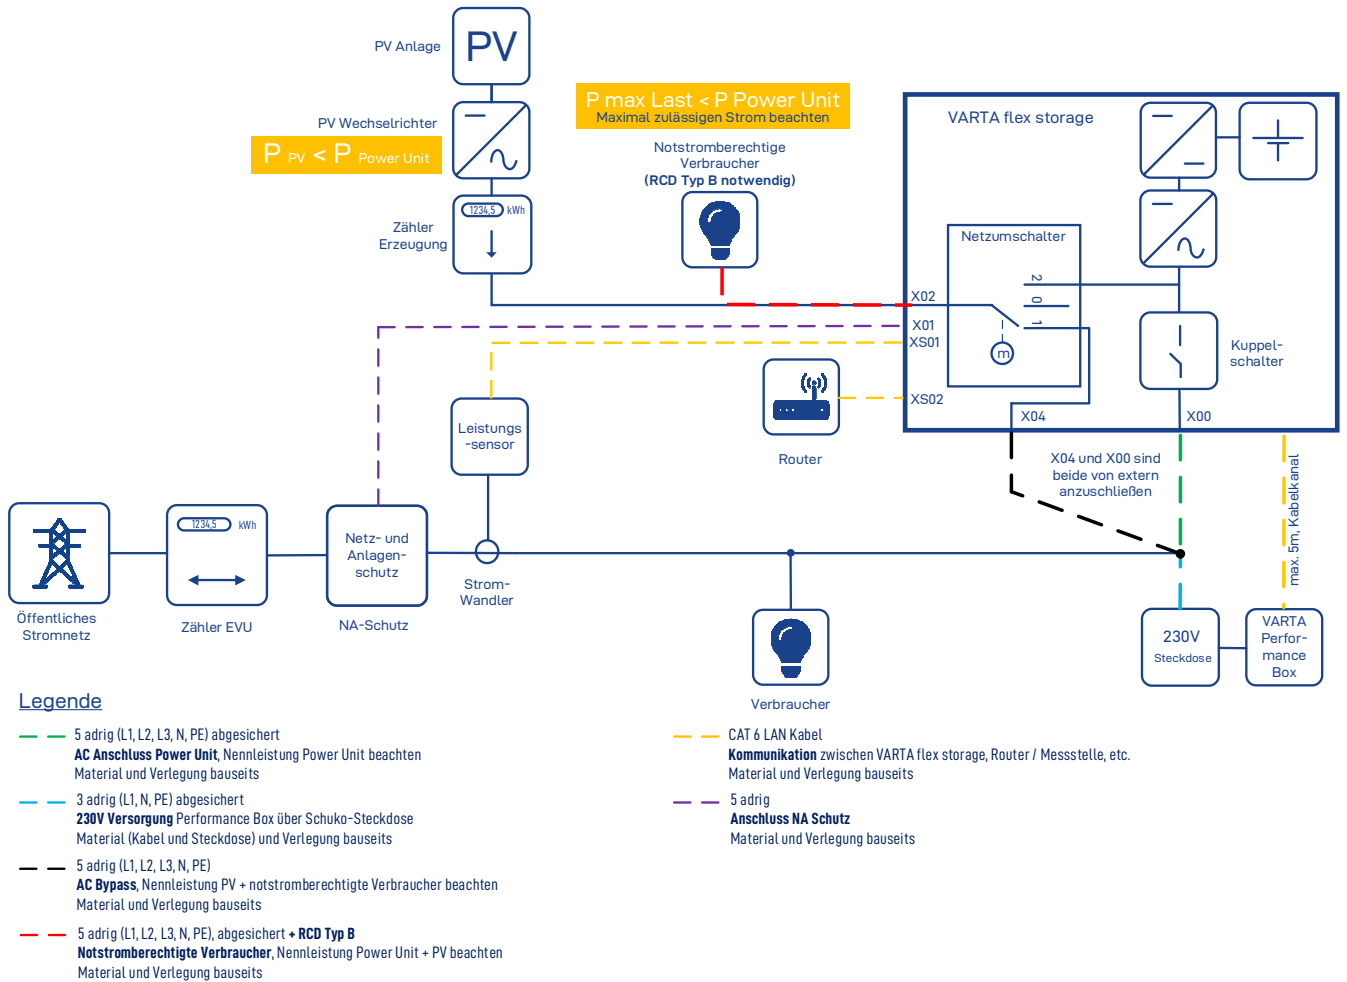 PV Anlage
PV
PV Wechselrichter
P PV < P Power Unit
Zähler
Erzeugung
1234,5 kWh
P max Last < P Power Unit
Maximal zulässigen Strom beachten
Notstromberechtige
Verbraucher
(RCD Typ B notwendig)
VARTA flex storage
Netzumschalter
2
0
1
m
X02
X01
XS01
XS02
X04
X00
Kuppel-
schalter
Router
Leistungs
-sensor
X04 und X00 sind
beide von extern
anzuschließen
max. 5m, Kabelkanal
Öffentliches
Stromnetz
1234,5 kWh
Zähler EVU
Netz- und
Anlagen-
schutz
NA-Schutz
Strom-
Wandler
Verbraucher
230V
Steckdose
VARTA
Perfor-
mance
Box
Legende
5 adrig (L1, L2, L3, N, PE) abgesichert
AC Anschluss Power Unit, Nennleistung Power Unit beachten
Material und Verlegung bauseits
3 adrig (L1, N, PE) abgesichert
230V Versorgung Performance Box über Schuko-Steckdose
Material (Kabel und Steckdose) und Verlegung bauseits
5 adrig (L1, L2, L3, N, PE)
AC Bypass, Nennleistung PV + notstromberechtigte Verbraucher beachten
Material und Verlegung bauseits
5 adrig (L1, L2, L3, N, PE), abgesichert + RCD Typ B
Notstromberechtigte Verbraucher, Nennleistung Power Unit + PV beachten
Material und Verlegung bauseits
CAT 6 LAN Kabel
Kommunikation zwischen VARTA flex storage, Router / Messstelle, etc.
Material und Verlegung bauseits
5 adrig
Anschluss NA Schutz
Material und Verlegung bauseits